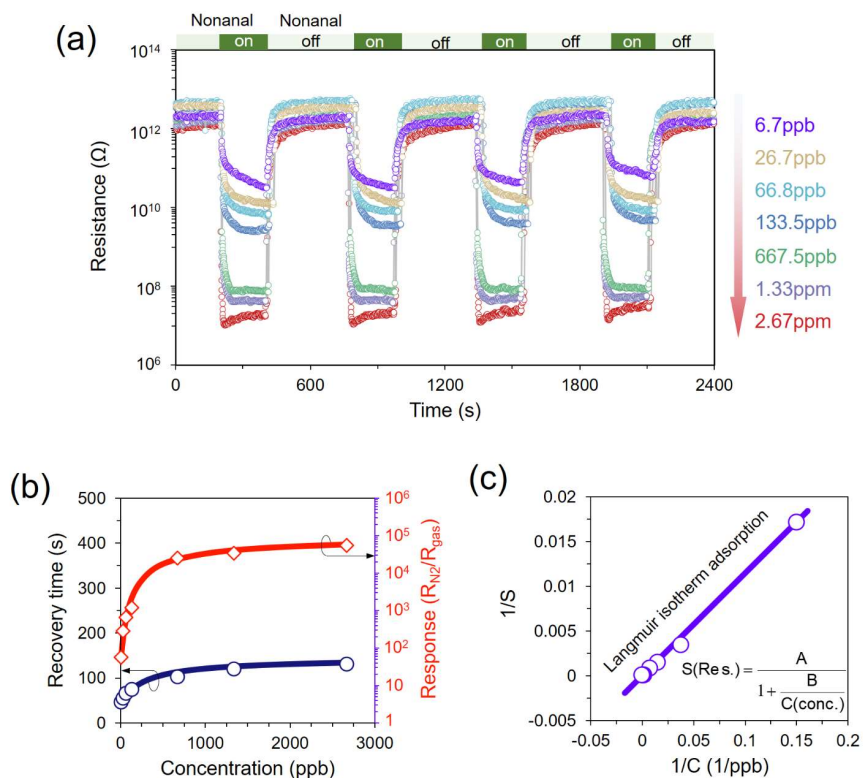 (a)
Nonanal Nonanal
on off on off on off on off
Resistance (Ω)
10^14
10^12
10^10
10^8
10^6
0 600 1200 1800 2400
Time (s)
6.7ppb
26.7ppb
66.8ppb
133.5ppb
667.5ppb
1.33ppm
2.67ppm
(b)
Recovery time (s)
500
400
300
200
100
0
0 1000 2000 3000
Concentration (ppb)
10^6
10^5
10^4
10^3
10^2
10
1
Response (R_N2/R_gas)
(c)
1/S
0.02
0.015
0.01
0.005
0
-0.005
-0.05 0 0.05 0.1 0.15 0.2
1/C (1/ppb)
Langmuir isotherm adsorption
S(Res.)=
A
1+
B
C(conc.)